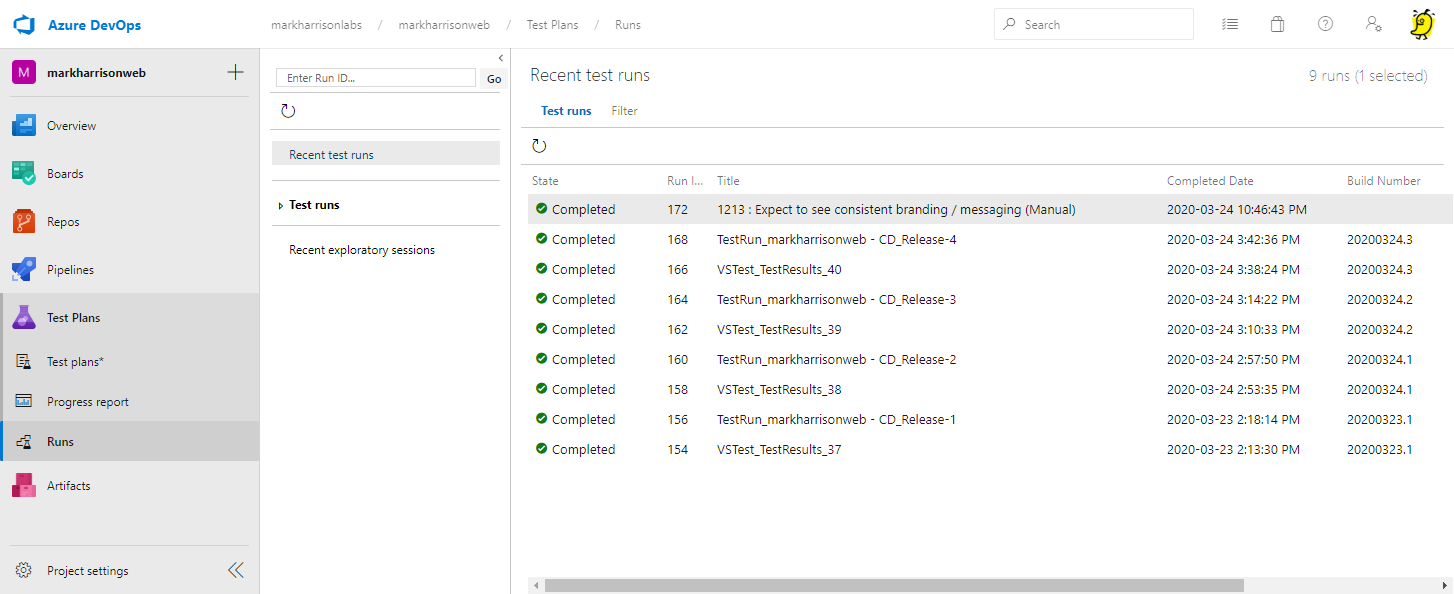 Azure DevOps
markharrisonlabs / markharrisonweb / Test Plans / Runs
Search
M markharrisonweb
Overview
Boards
Repos
Pipelines
Test Plans
Test plans*
Progress report
Runs
Artifacts
Project settings
Enter Run ID...
Go
Recent test runs
Test runs
Recent exploratory sessions
Recent test runs
9 runs (1 selected)
Test runs Filter
State Run I... Title Completed Date Build Number
Completed 172 1213 : Expect to see consistent branding / messaging (Manual) 2020-03-24 10:46:43 PM
Completed 168 TestRun_markharrisonweb - CD_Release-4 2020-03-24 3:42:36 PM 20200324.3
Completed 166 VSTest_TestResults_40 2020-03-24 3:38:24 PM 20200324.3
Completed 164 TestRun_markharrisonweb - CD_Release-3 2020-03-24 3:14:22 PM 20200324.2
Completed 162 VSTest_TestResults_39 2020-03-24 3:10:33 PM 20200324.2
Completed 160 TestRun_markharrisonweb - CD_Release-2 2020-03-24 2:57:50 PM 20200324.1
Completed 158 VSTest_TestResults_38 2020-03-24 2:53:35 PM 20200324.1
Completed 156 TestRun_markharrisonweb - CD_Release-1 2020-03-23 2:18:14 PM 20200323.1
Completed 154 VSTest_TestResults_37 2020-03-23 2:13:30 PM 20200323.1